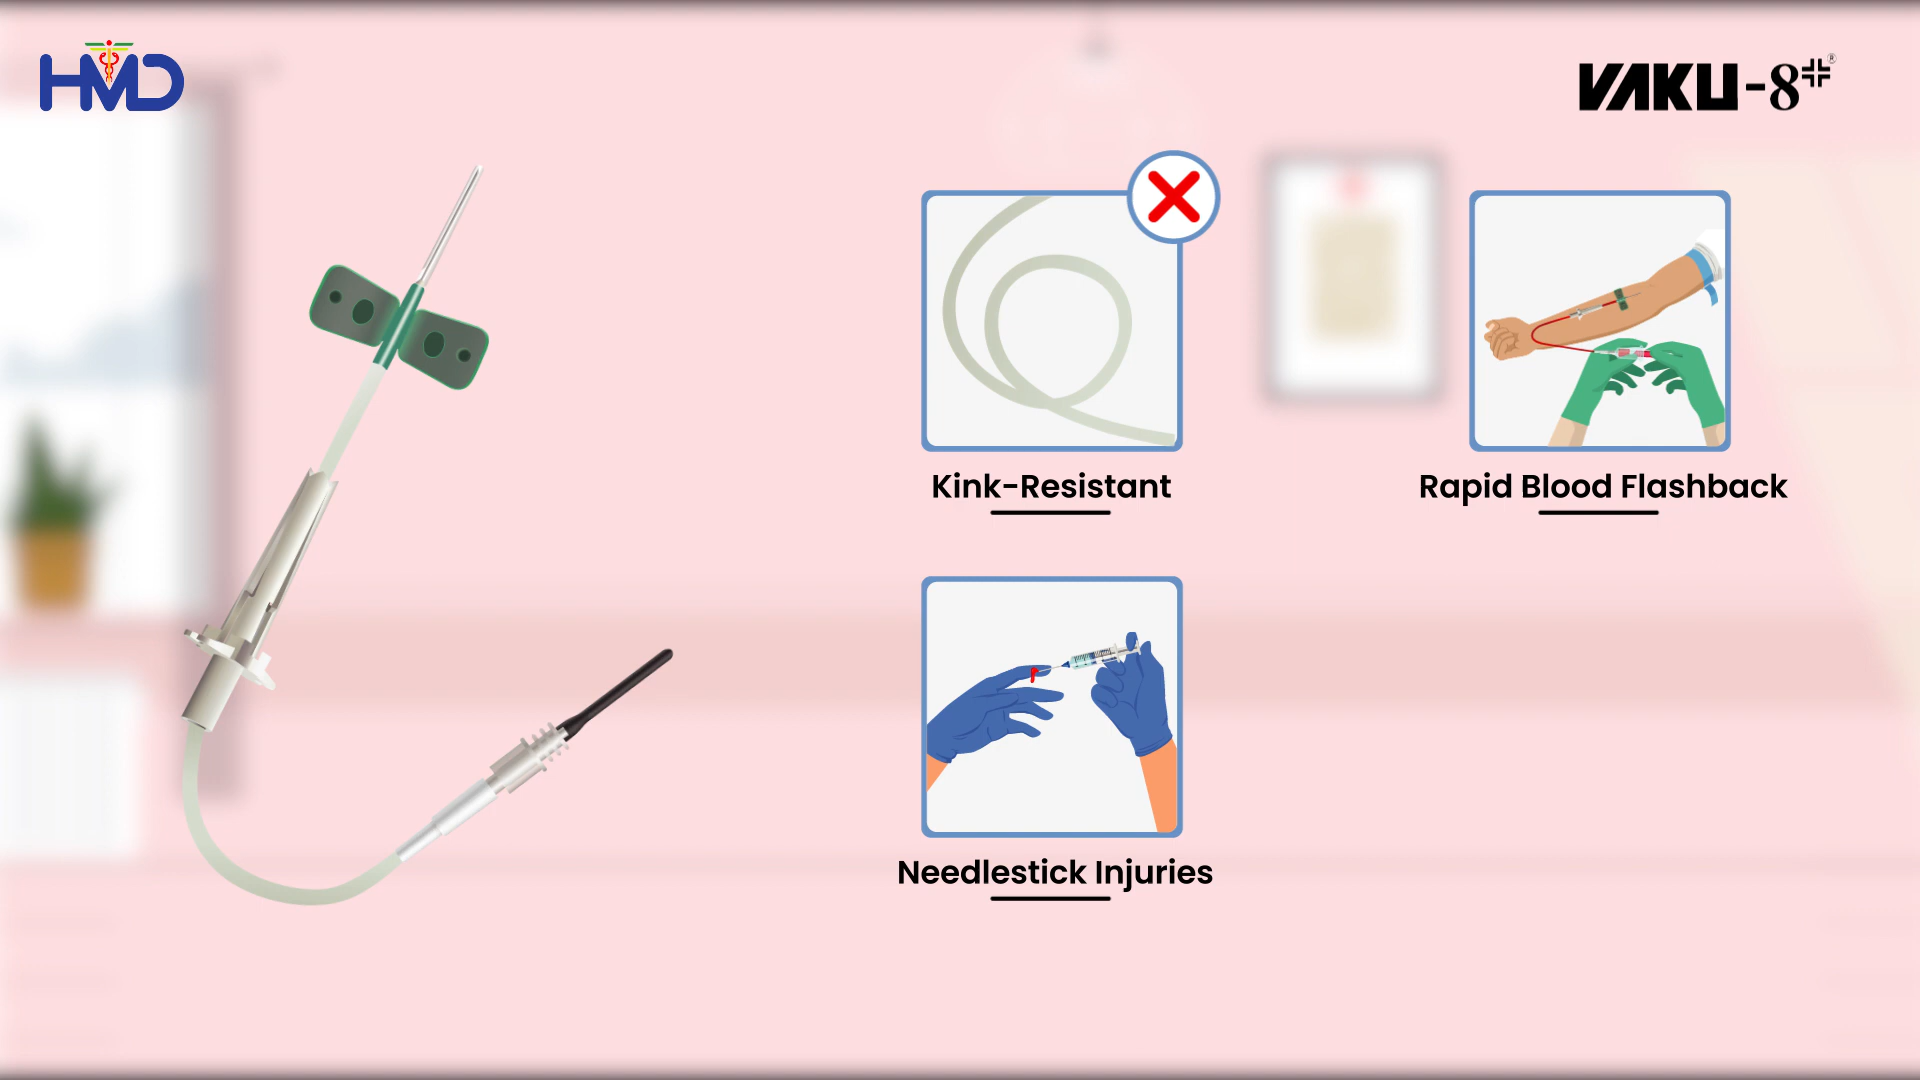 HMD
VAKU-8®
Kink-Resistant
Rapid Blood Flashback
Needlestick Injuries